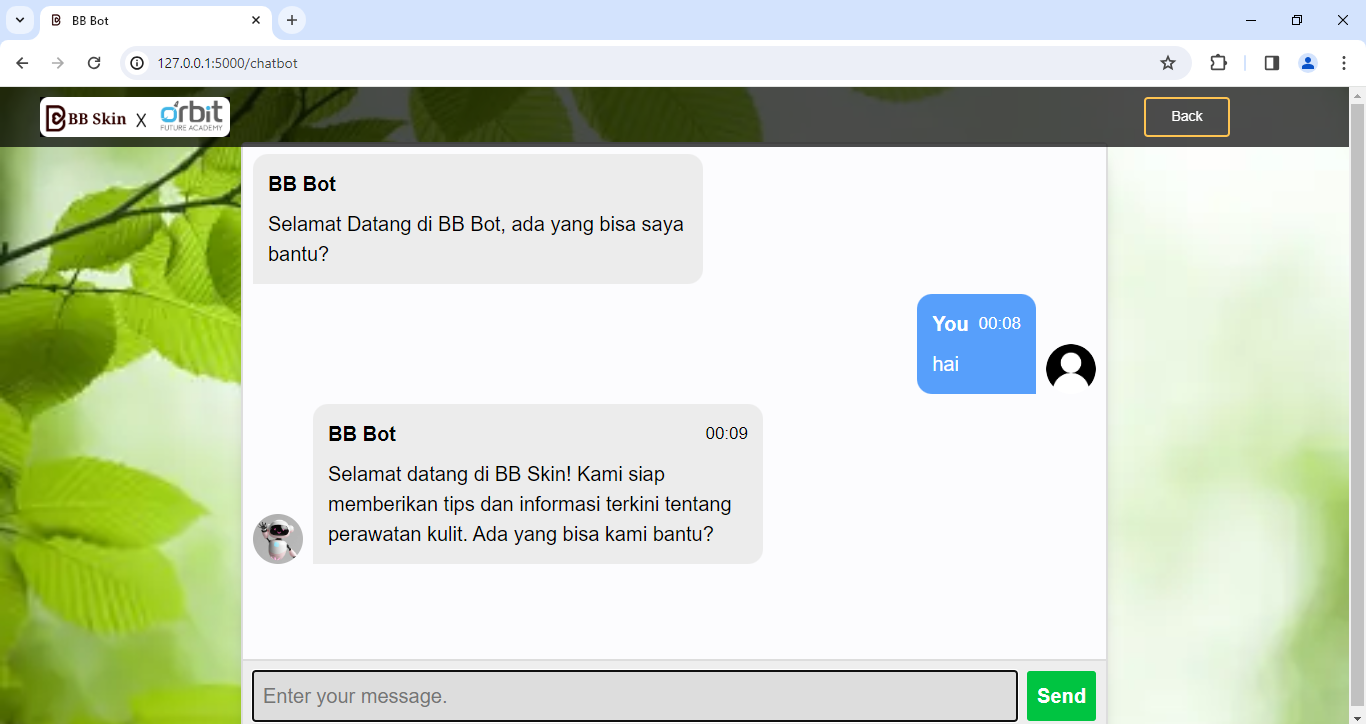 BB Bot
127.0.0.1:5000/chatbot
BB Skin X Orbit
FUTURE ACADEMY
Back
BB Bot
Selamat Datang di BB Bot, ada yang bisa saya
bantu?
You 00:08
hai
BB Bot 00:09
Selamat datang di BB Skin! Kami siap
memberikan tips dan informasi terkini tentang
perawatan kulit. Ada yang bisa kami bantu?
Enter your message.
Send